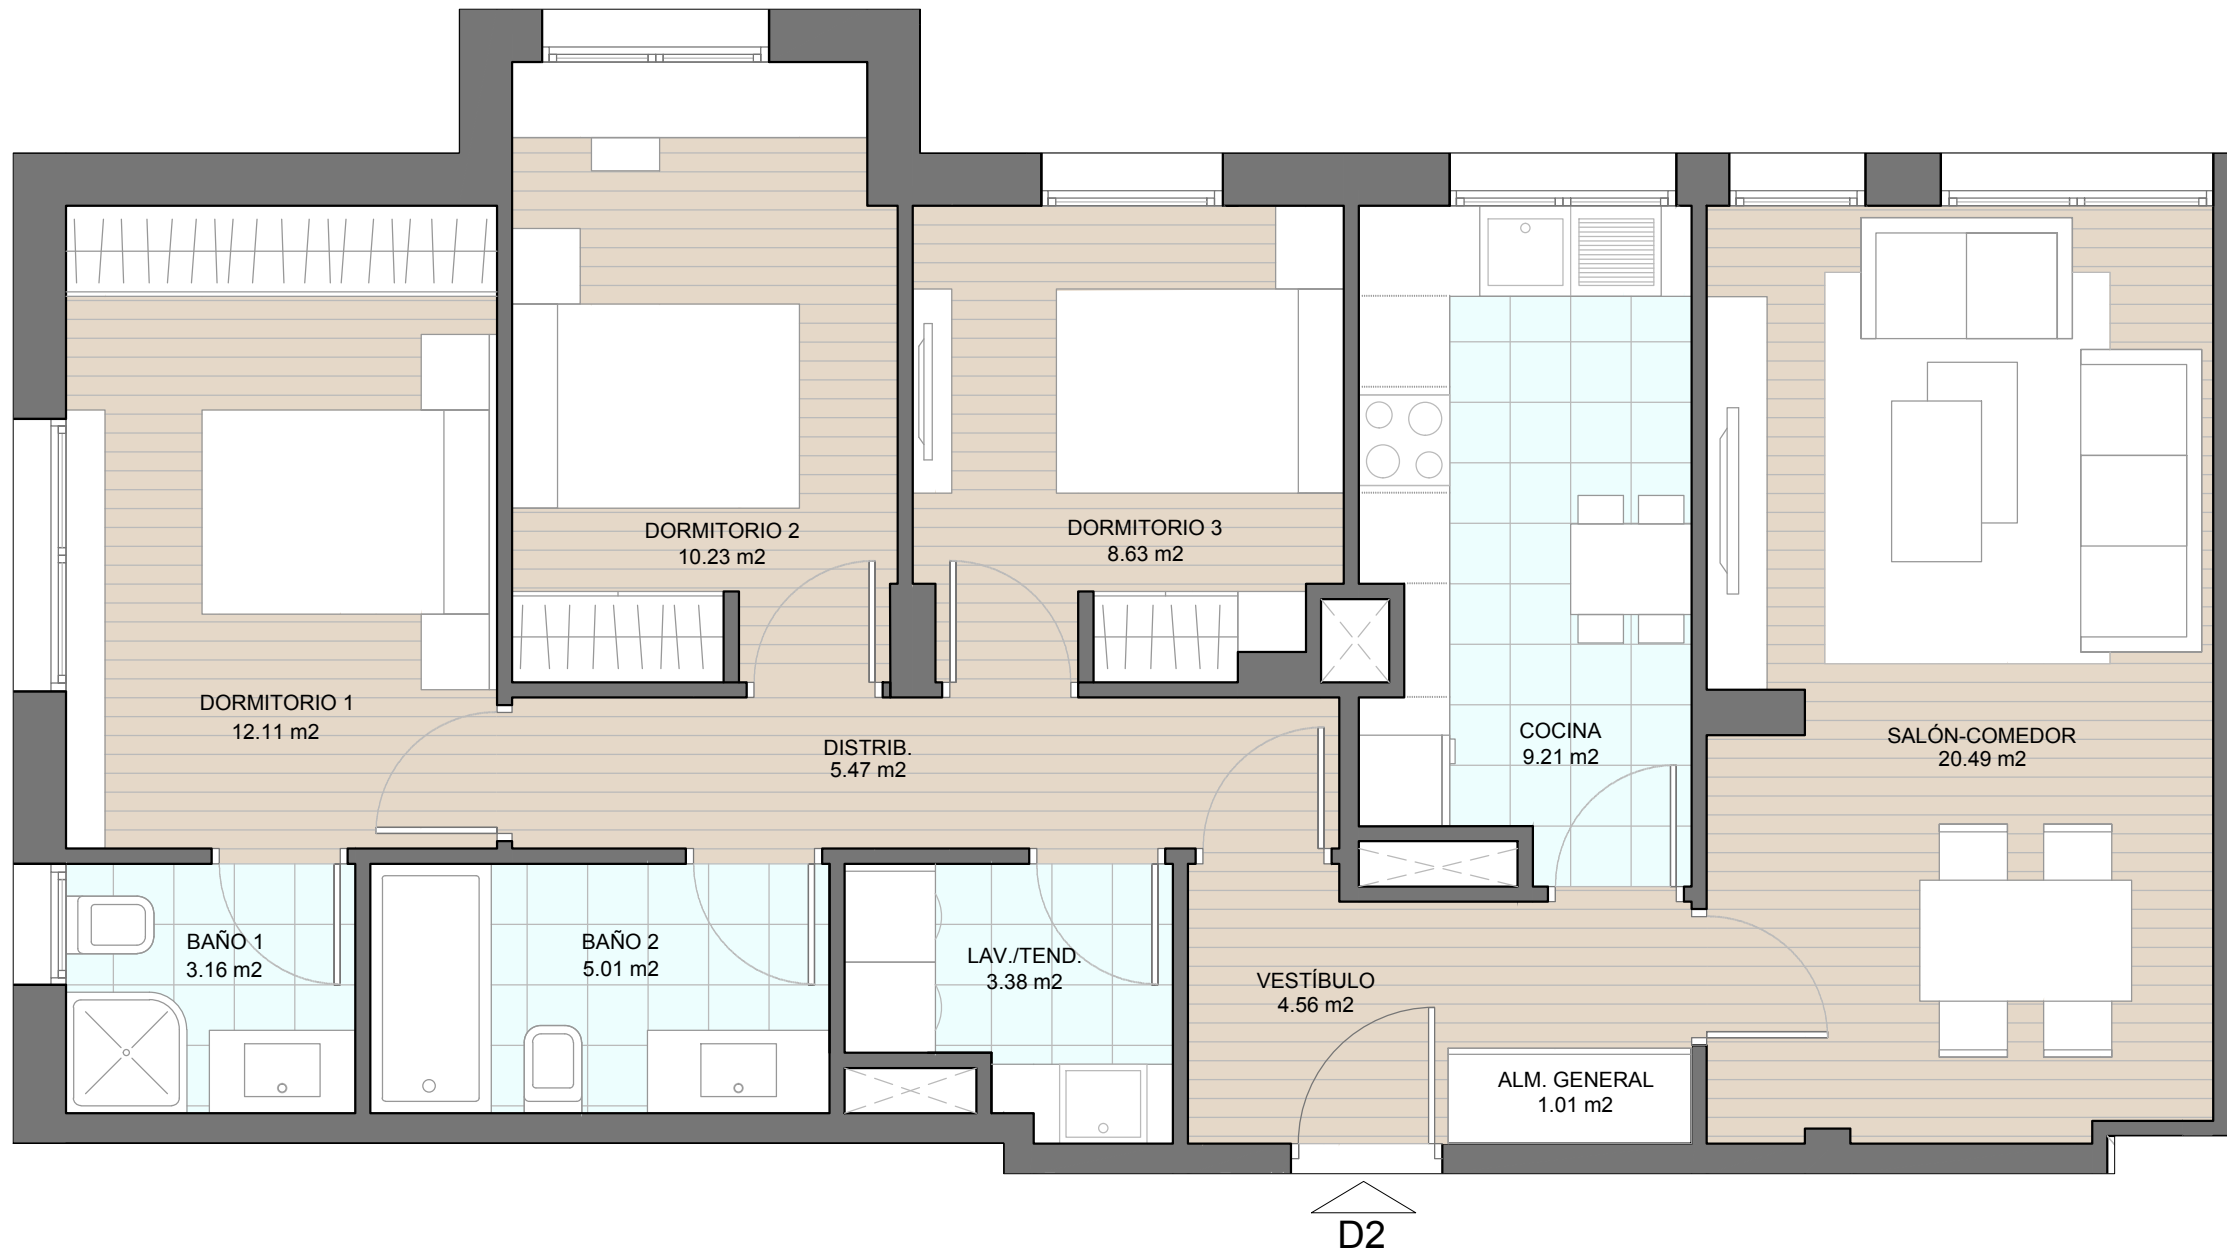 DORMITORIO 1
12.11 m2
DORMITORIO 2
10.23 m2
DORMITORIO 3
8.63 m2
DISTRIB.
5.47 m2
COCINA
9.21 m2
SALÓN-COMEDOR
20.49 m2
BAÑO 1
3.16 m2
BAÑO 2
5.01 m2
LAV./TEND.
3.38 m2
VESTÍBULO
4.56 m2
ALM. GENERAL
1.01 m2
D2